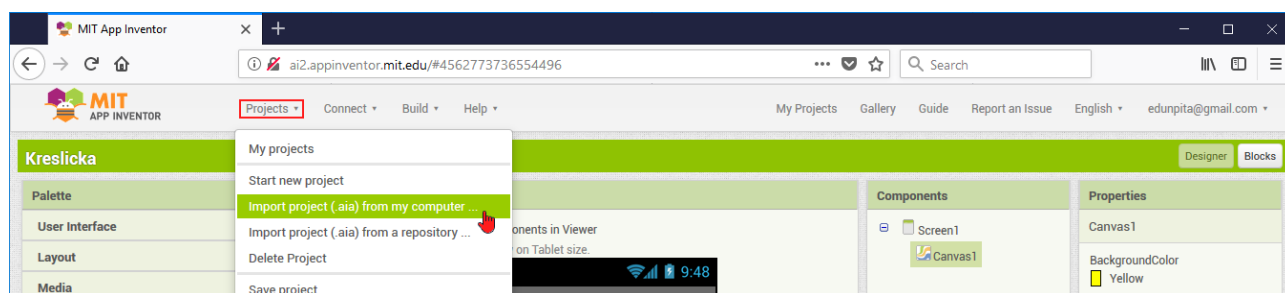 MIT App Inventor
ai2.appinventor.mit.edu/#4562773736554496
Search
MIT
APP INVENTOR
Projects Connect Build Help My Projects Gallery Guide Report an Issue English edunpita@gmail.com
Kreslicka Designer Blocks
My projects
Start new project
Import project (.aia) from my computer ...
Import project (.aia) from a repository ...
Delete Project
Save project
Palette
User Interface
Layout
Media
onents in Viewer
on Tablet size.
9:48
Components
Screen1
Canvas1
Properties
Canvas1
BackgroundColor
Yellow